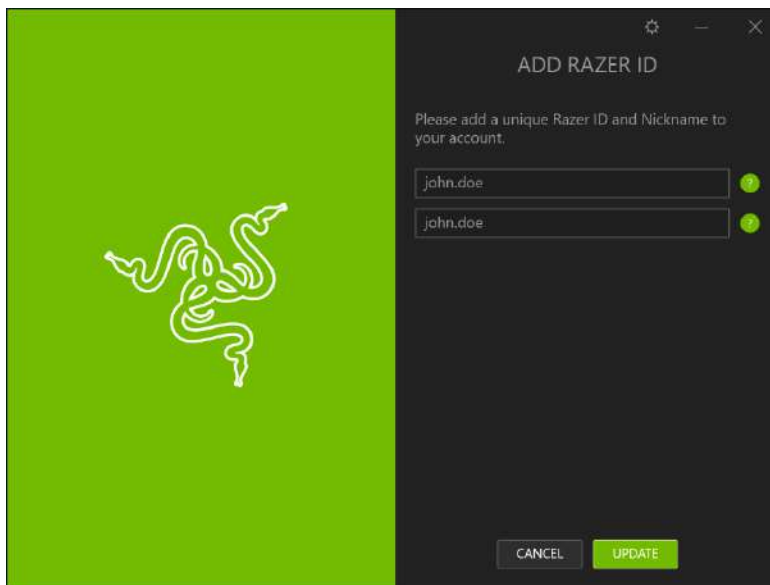 ADD RAZER ID
Please add a unique Razer ID and Nickname to
your account.
john.doe
?
john.doe
?
CANCEL
UPDATE